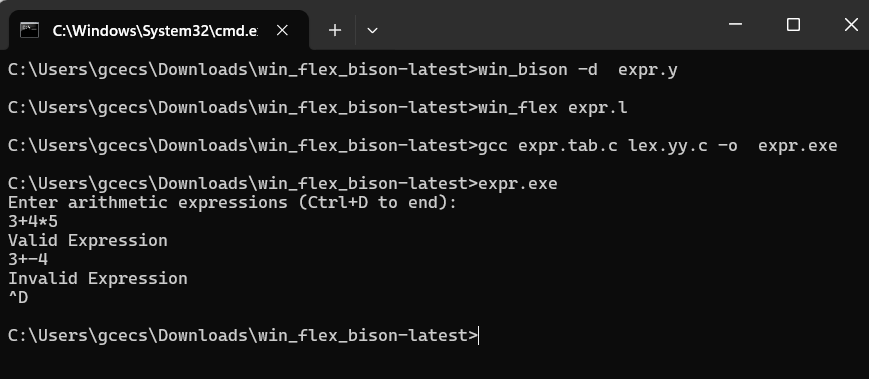 C:\Windows\System32\cmd.e
C:\Users\gcecs\Downloads\win_flex_bison-latest>win_bison -d  expr.y
C:\Users\gcecs\Downloads\win_flex_bison-latest>win_flex expr.l
C:\Users\gcecs\Downloads\win_flex_bison-latest>gcc expr.tab.c lex.yy.c -o  expr.exe
C:\Users\gcecs\Downloads\win_flex_bison-latest>expr.exe
Enter arithmetic expressions (Ctrl+D to end):
3+4*5
Valid Expression
3+-4
Invalid Expression
^D
C:\Users\gcecs\Downloads\win_flex_bison-latest>